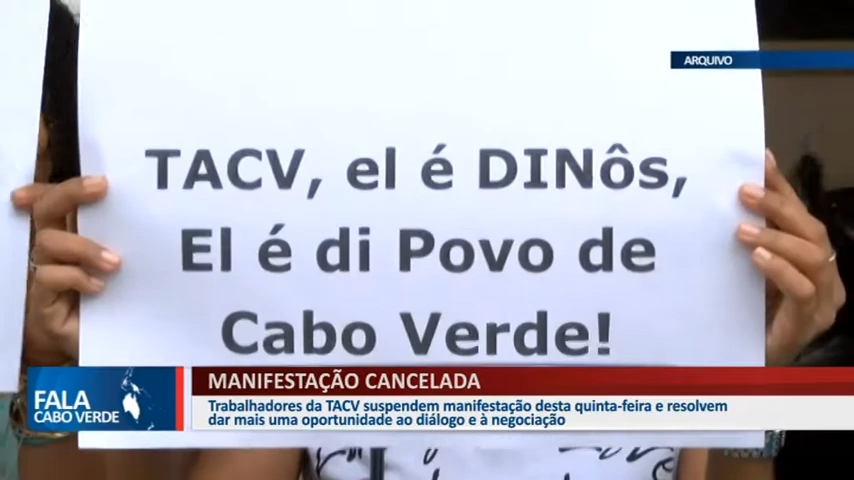 ARQUIVO
TACV, el é DINôs,
El é di Povo de
Cabo Verde!
FALA
CABO VERDE
MANIFESTAÇÃO CANCELADA
Trabalhadores da TACV suspendem manifestação desta quinta-feira e resolvem
dar mais uma oportunidade ao diálogo e à negociação